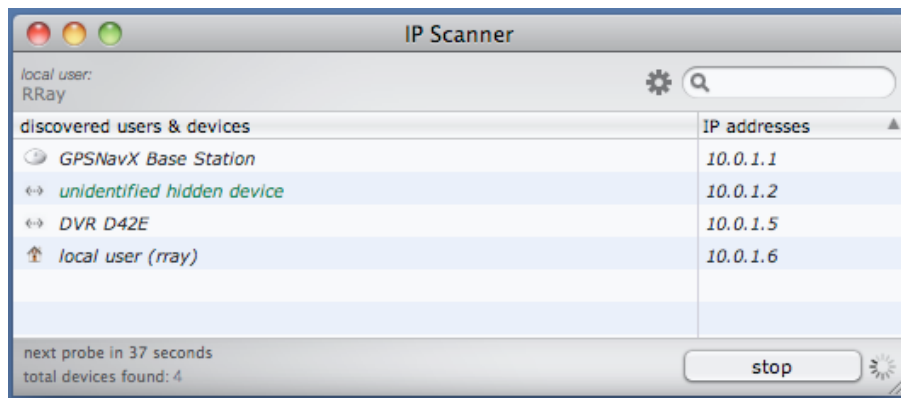 IP Scanner
local user:
RRay
discovered users & devices IP addresses
GPSNavX Base Station 10.0.1.1
unidentified hidden device 10.0.1.2
DVR D42E 10.0.1.5
local user (rray) 10.0.1.6
next probe in 37 seconds
total devices found: 4
stop